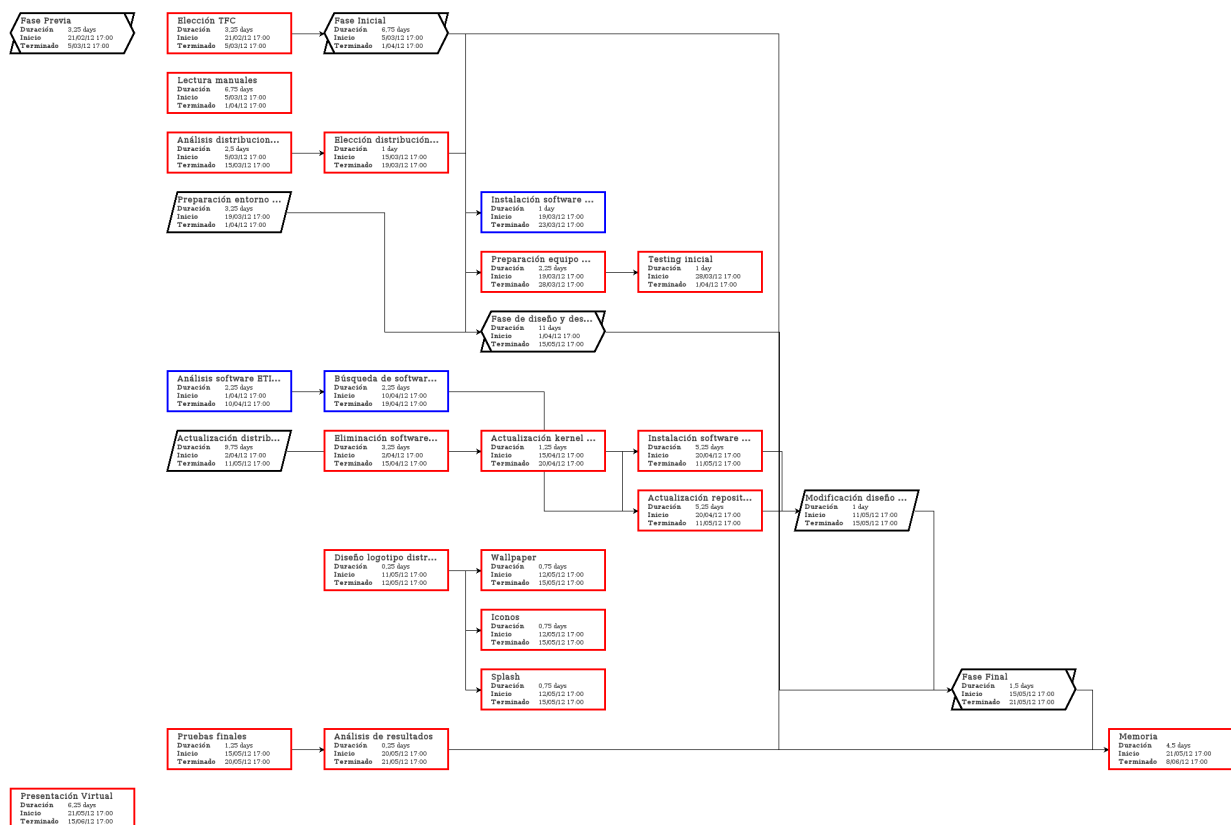 Fase Previa
Duración 3,25 days
Inicio 21/02/12 17:00
Terminado 5/03/12 17:00
Elección TFC
Duración 3,25 days
Inicio 21/02/12 17:00
Terminado 5/03/12 17:00
Fase Inicial
Duración 6,75 days
Inicio 5/03/12 17:00
Terminado 1/04/12 17:00
Lectura manuales
Duración 6,75 days
Inicio 5/03/12 17:00
Terminado 1/04/12 17:00
Análisis distribucion...
Duración 2,5 days
Inicio 5/03/12 17:00
Terminado 15/03/12 17:00
Elección distribución...
Duración 1 day
Inicio 15/03/12 17:00
Terminado 19/03/12 17:00
Preparación entorno ...
Duración 3,25 days
Inicio 19/03/12 17:00
Terminado 1/04/12 17:00
Instalación software ...
Duración 1 day
Inicio 19/03/12 17:00
Terminado 23/03/12 17:00
Preparación equipo ...
Duración 2,25 days
Inicio 19/03/12 17:00
Terminado 28/03/12 17:00
Testing inicial
Duración 1 day
Inicio 28/03/12 17:00
Terminado 1/04/12 17:00
Fase de diseño y des...
Duración 11 days
Inicio 1/04/12 17:00
Terminado 15/05/12 17:00
Análisis software ETI...
Duración 2,25 days
Inicio 1/04/12 17:00
Terminado 10/04/12 17:00
Búsqueda de softwar...
Duración 2,25 days
Inicio 10/04/12 17:00
Terminado 19/04/12 17:00
Actualización distrib...
Duración 9,75 days
Inicio 2/04/12 17:00
Terminado 11/05/12 17:00
Eliminación software...
Duración 3,25 days
Inicio 2/04/12 17:00
Terminado 15/04/12 17:00
Actualización kernel ...
Duración 1,25 days
Inicio 15/04/12 17:00
Terminado 20/04/12 17:00
Instalación software ...
Duración 5,25 days
Inicio 20/04/12 17:00
Terminado 11/05/12 17:00
Actualización reposit...
Duración 5,25 days
Inicio 20/04/12 17:00
Terminado 11/05/12 17:00
Modificación diseño ...
Duración 1 day
Inicio 11/05/12 17:00
Terminado 15/05/12 17:00
Diseño logotipo distr...
Duración 0,25 days
Inicio 11/05/12 17:00
Terminado 12/05/12 17:00
Wallpaper
Duración 0,75 days
Inicio 12/05/12 17:00
Terminado 15/05/12 17:00
Iconos
Duración 0,75 days
Inicio 12/05/12 17:00
Terminado 15/05/12 17:00
Splash
Duración 0,75 days
Inicio 12/05/12 17:00
Terminado 15/05/12 17:00
Fase Final
Duración 1,5 days
Inicio 15/05/12 17:00
Terminado 21/05/12 17:00
Pruebas finales
Duración 1,25 days
Inicio 15/05/12 17:00
Terminado 20/05/12 17:00
Análisis de resultados
Duración 0,25 days
Inicio 20/05/12 17:00
Terminado 21/05/12 17:00
Memoria
Duración 4,5 days
Inicio 21/05/12 17:00
Terminado 8/06/12 17:00
Presentación Virtual
Duración 6,25 days
Inicio 21/05/12 17:00
Terminado 15/06/12 17:00